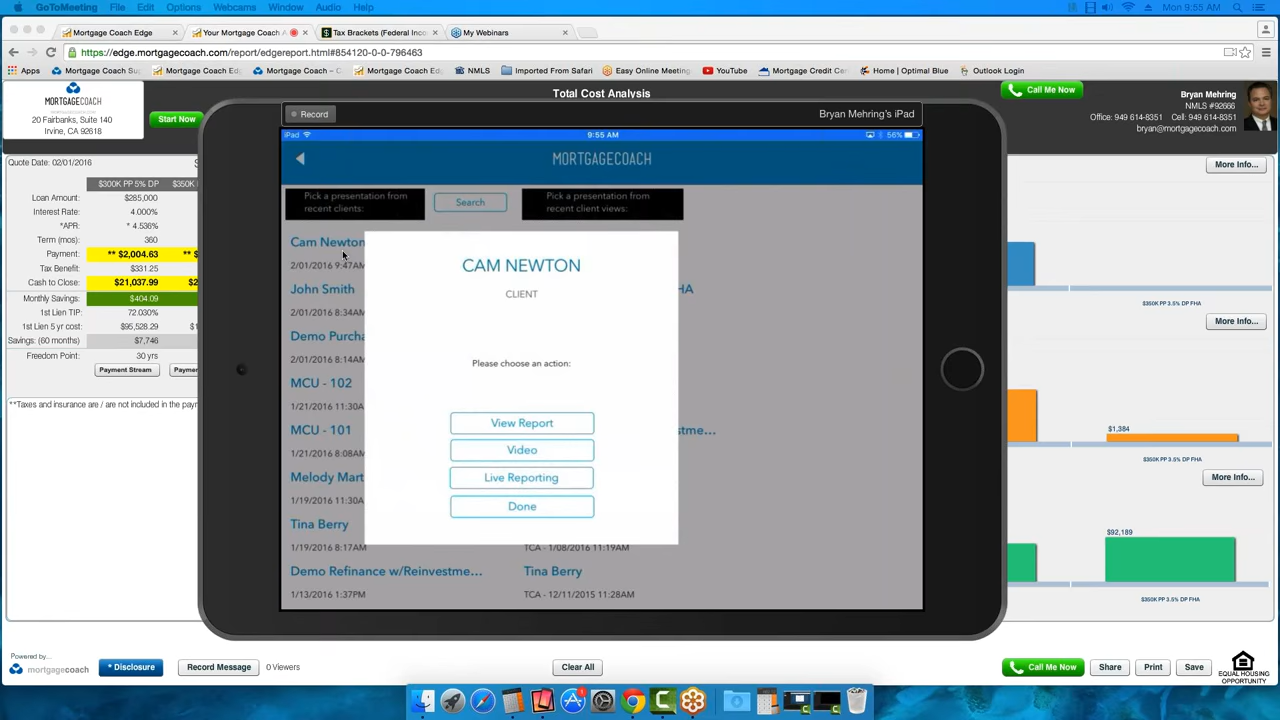 GoToMeeting File Edit Options Webcams Window Audio Help
Mon 9:55 AM
Mortgage Coach Edge
Your Mortgage Coach
Tax Brackets (Federal Inco
My Webinars
https://edge.mortgagecoach.com/report/edgereport.html#854120-0-0-796463
Apps Mortgage Coach Su Mortgage Coach Edg Mortgage Coach – D Mortgage Coach Edg NMLS Imported From Safari Easy Online Meeting YouTube Mortgage Credit Cer Home | Optimal Blue Outlook Login
MORTGAGECOACH
20 Fairbanks, Suite 140
Irvine, CA 92618
Start Now
Total Cost Analysis
Call Me Now
Bryan Mehring
NMLS #92666
Office: 949 614-8351 Cell: 949 614-8351
bryan@mortgagecoach.com
Quote Date: 02/01/2016
$300K PP 5% DP $350K
Loan Amount: $285,000
Interest Rate: 4.000%
*APR: * 4.536%
Term (mos): 360
Payment: ** $2,004.63 **
Tax Benefit: $331.25
Cash to Close: $21,037.99 $2
Monthly Savings: $404.09
1st Lien TIP: 72.030%
1st Lien 5 yr cost: $95,528.29
Savings: (60 months) $7,746
Freedom Point: 30 yrs
Payment Stream Payme
**Taxes and insurance are / are not included in the paym
Record
Bryan Mehring's iPad
iPad 9:55 AM 56%
MORTGAGECOACH
Pick a presentation from
recent clients:
Search
Pick a presentation from
recent client views:
Cam Newton
2/01/2016 9:47AM
John Smith
HA
2/01/2016 8:34AM
Demo Purcha
2/01/2016 8:14AM
MCU - 102
1/21/2016 11:30A
MCU - 101
stme...
1/21/2016 8:08AM
Melody Mart
1/19/2016 11:30A
Tina Berry
1/19/2016 8:17AM
TCA - 1/08/2016 11:19AM
Demo Refinance w/Reinvestme...
Tina Berry
1/13/2016 1:37PM
TCA - 12/11/2015 11:28AM
CAM NEWTON
CLIENT
Please choose an action:
View Report
Video
Live Reporting
Done
More Info...
$350K PP 3.5% DP FHA
More Info...
$1,384
$350K PP 3.5% DP FHA
More Info...
$92,189
$350K PP 3.5% DP FHA
Powered by...
mortgagecoach
* Disclosure
Record Message
0 Viewers
Clear All
Call Me Now
Share
Print
Save
EQUAL HOUSING
OPPORTUNITY
1